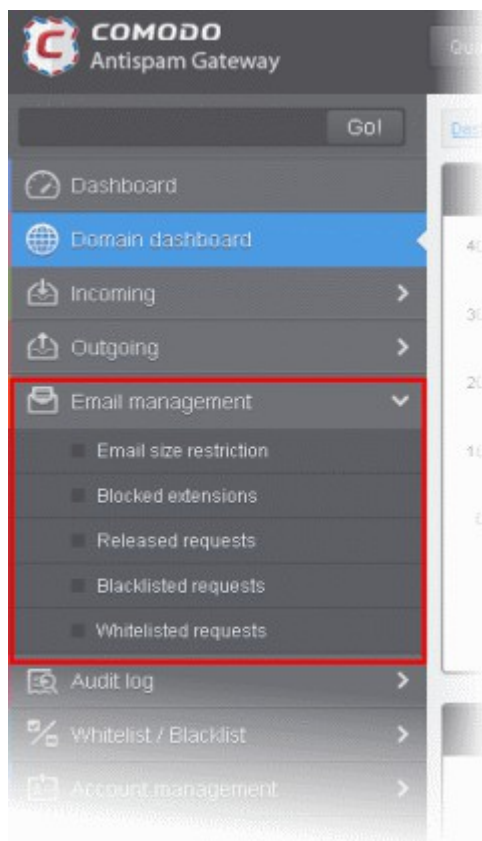 COMODO
Antispam Gateway
Go!
Dashboard
Domain dashboard
Incoming
Outgoing
Email management
Email size restriction
Blocked extensions
Released requests
Blacklisted requests
Whitelisted requests
Audit log
Whitelist / Blacklist
Account management
20